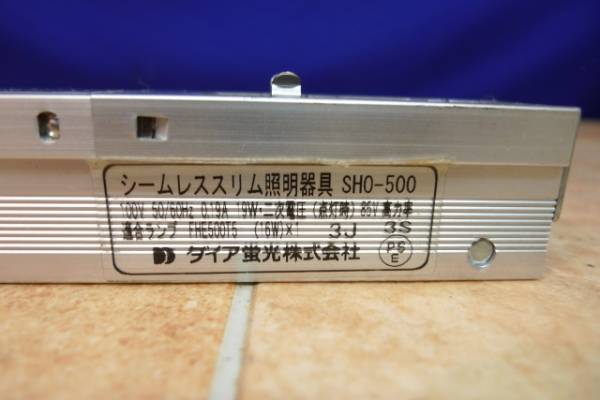 シームレススリム照明器具 SHO-500
100V 50/60Hz 0.19A 19W・二次電圧(点灯時)85V 高力率
適合ランプ FHE500T5 (16W)×1 3J 3S
ダイア蛍光株式会社 PS E